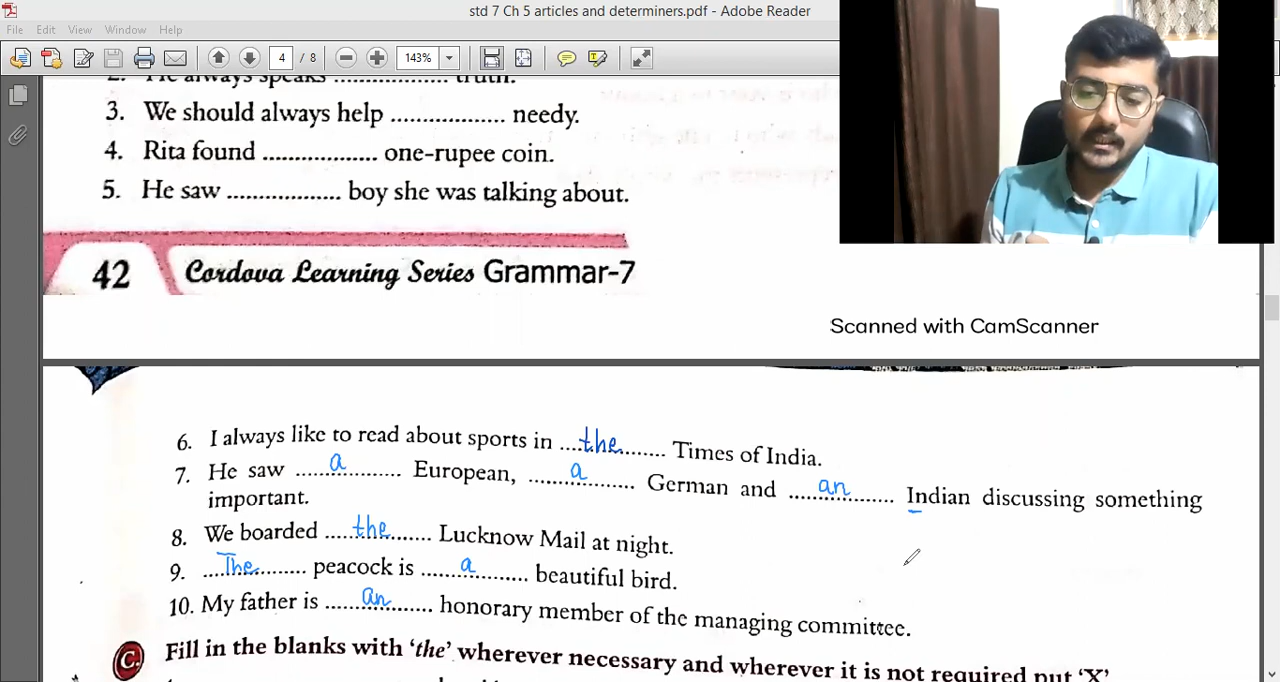 std 7 Ch 5 articles and determiners.pdf - Adobe Reader
File Edit View Window Help
4 / 8 143%
2. He always speaks .................. truth.
3. We should always help .................. needy.
4. Rita found .................. one-rupee coin.
5. He saw .................. boy she was talking about.
42 Cordova Learning Series Grammar-7
Scanned with CamScanner
6. I always like to read about sports in ...the....... Times of India.
7. He saw ......a......... European, .......a........ German and .....an....... Indian discussing something
important.
8. We boarded .....the....... Lucknow Mail at night.
9. ...The......... peacock is ......a........ beautiful bird.
10. My father is ......an....... honorary member of the managing committee.
C. Fill in the blanks with 'the' wherever necessary and wherever it is not required put 'X'